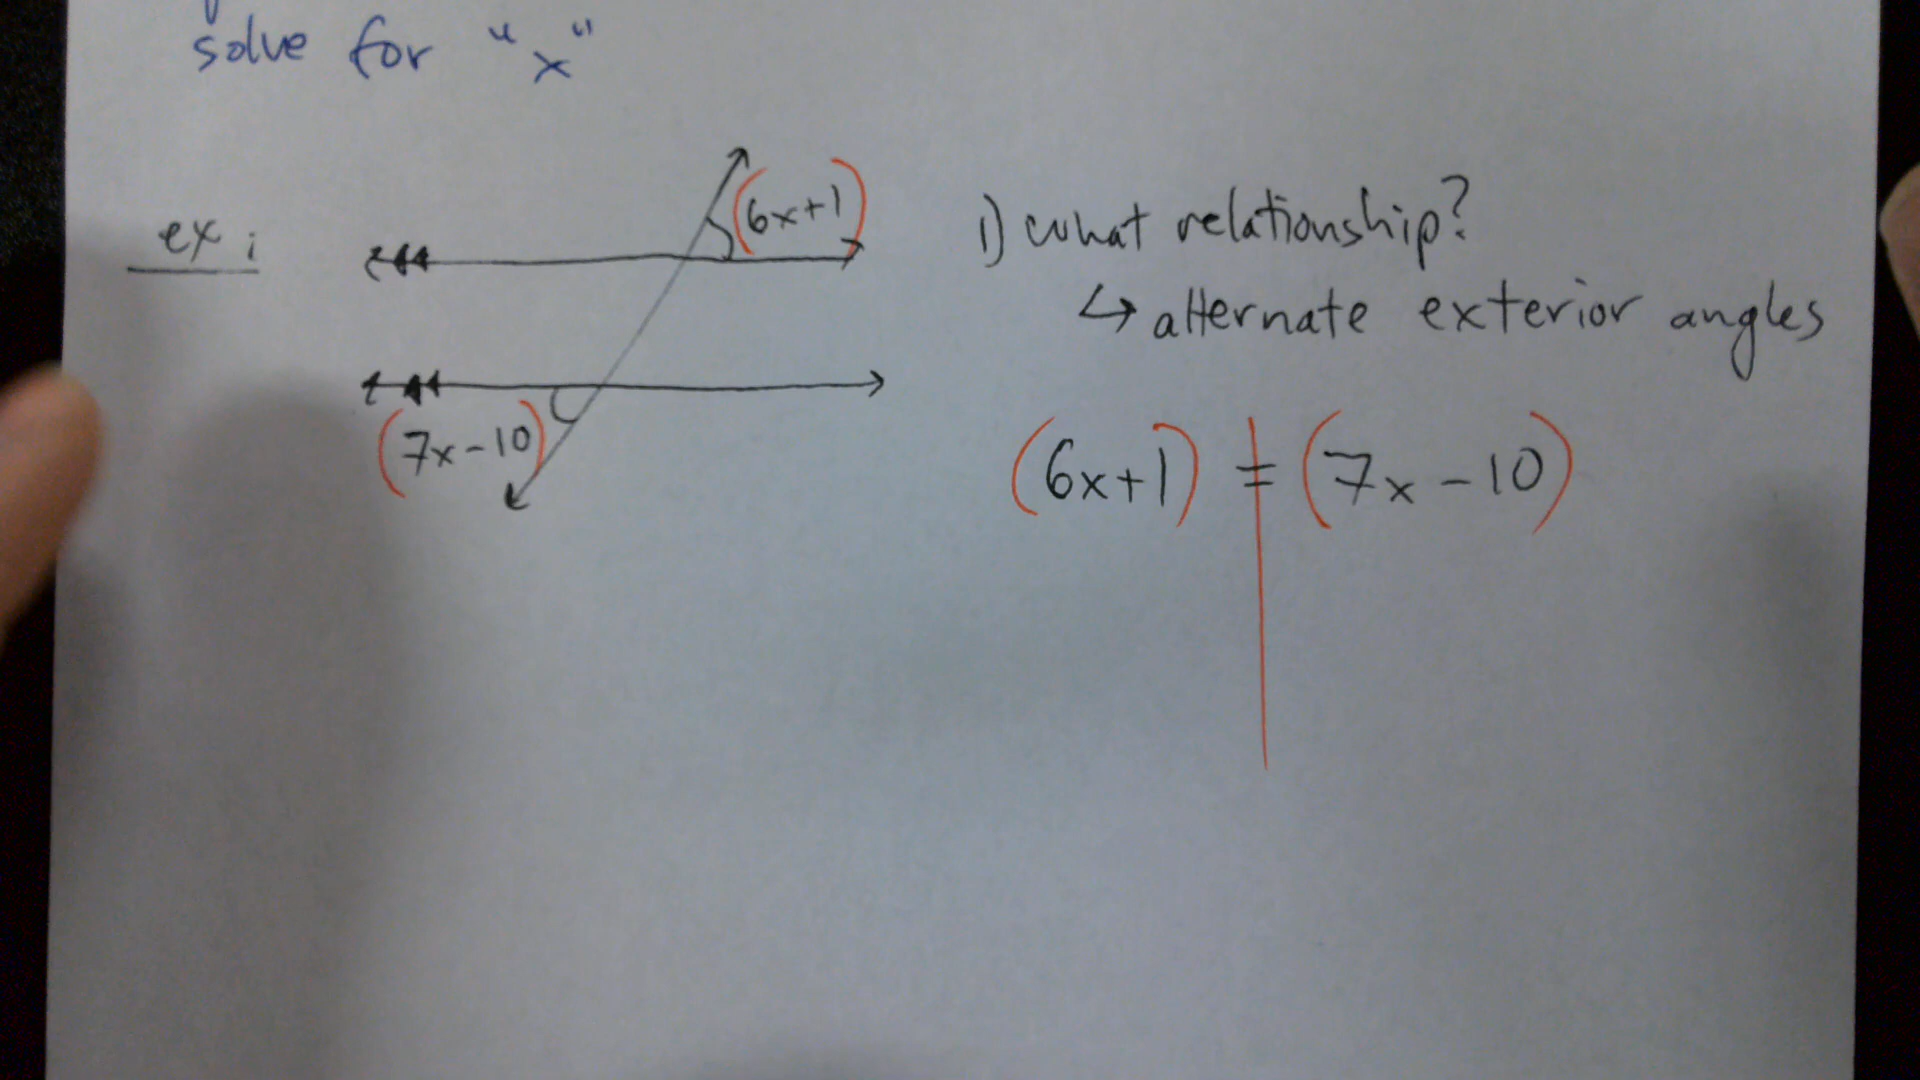 solve for "x"
ex:
(6x+1)
(7x-10)
1) what relationship?
↳ alternate exterior angles
(6x+1) = (7x-10)